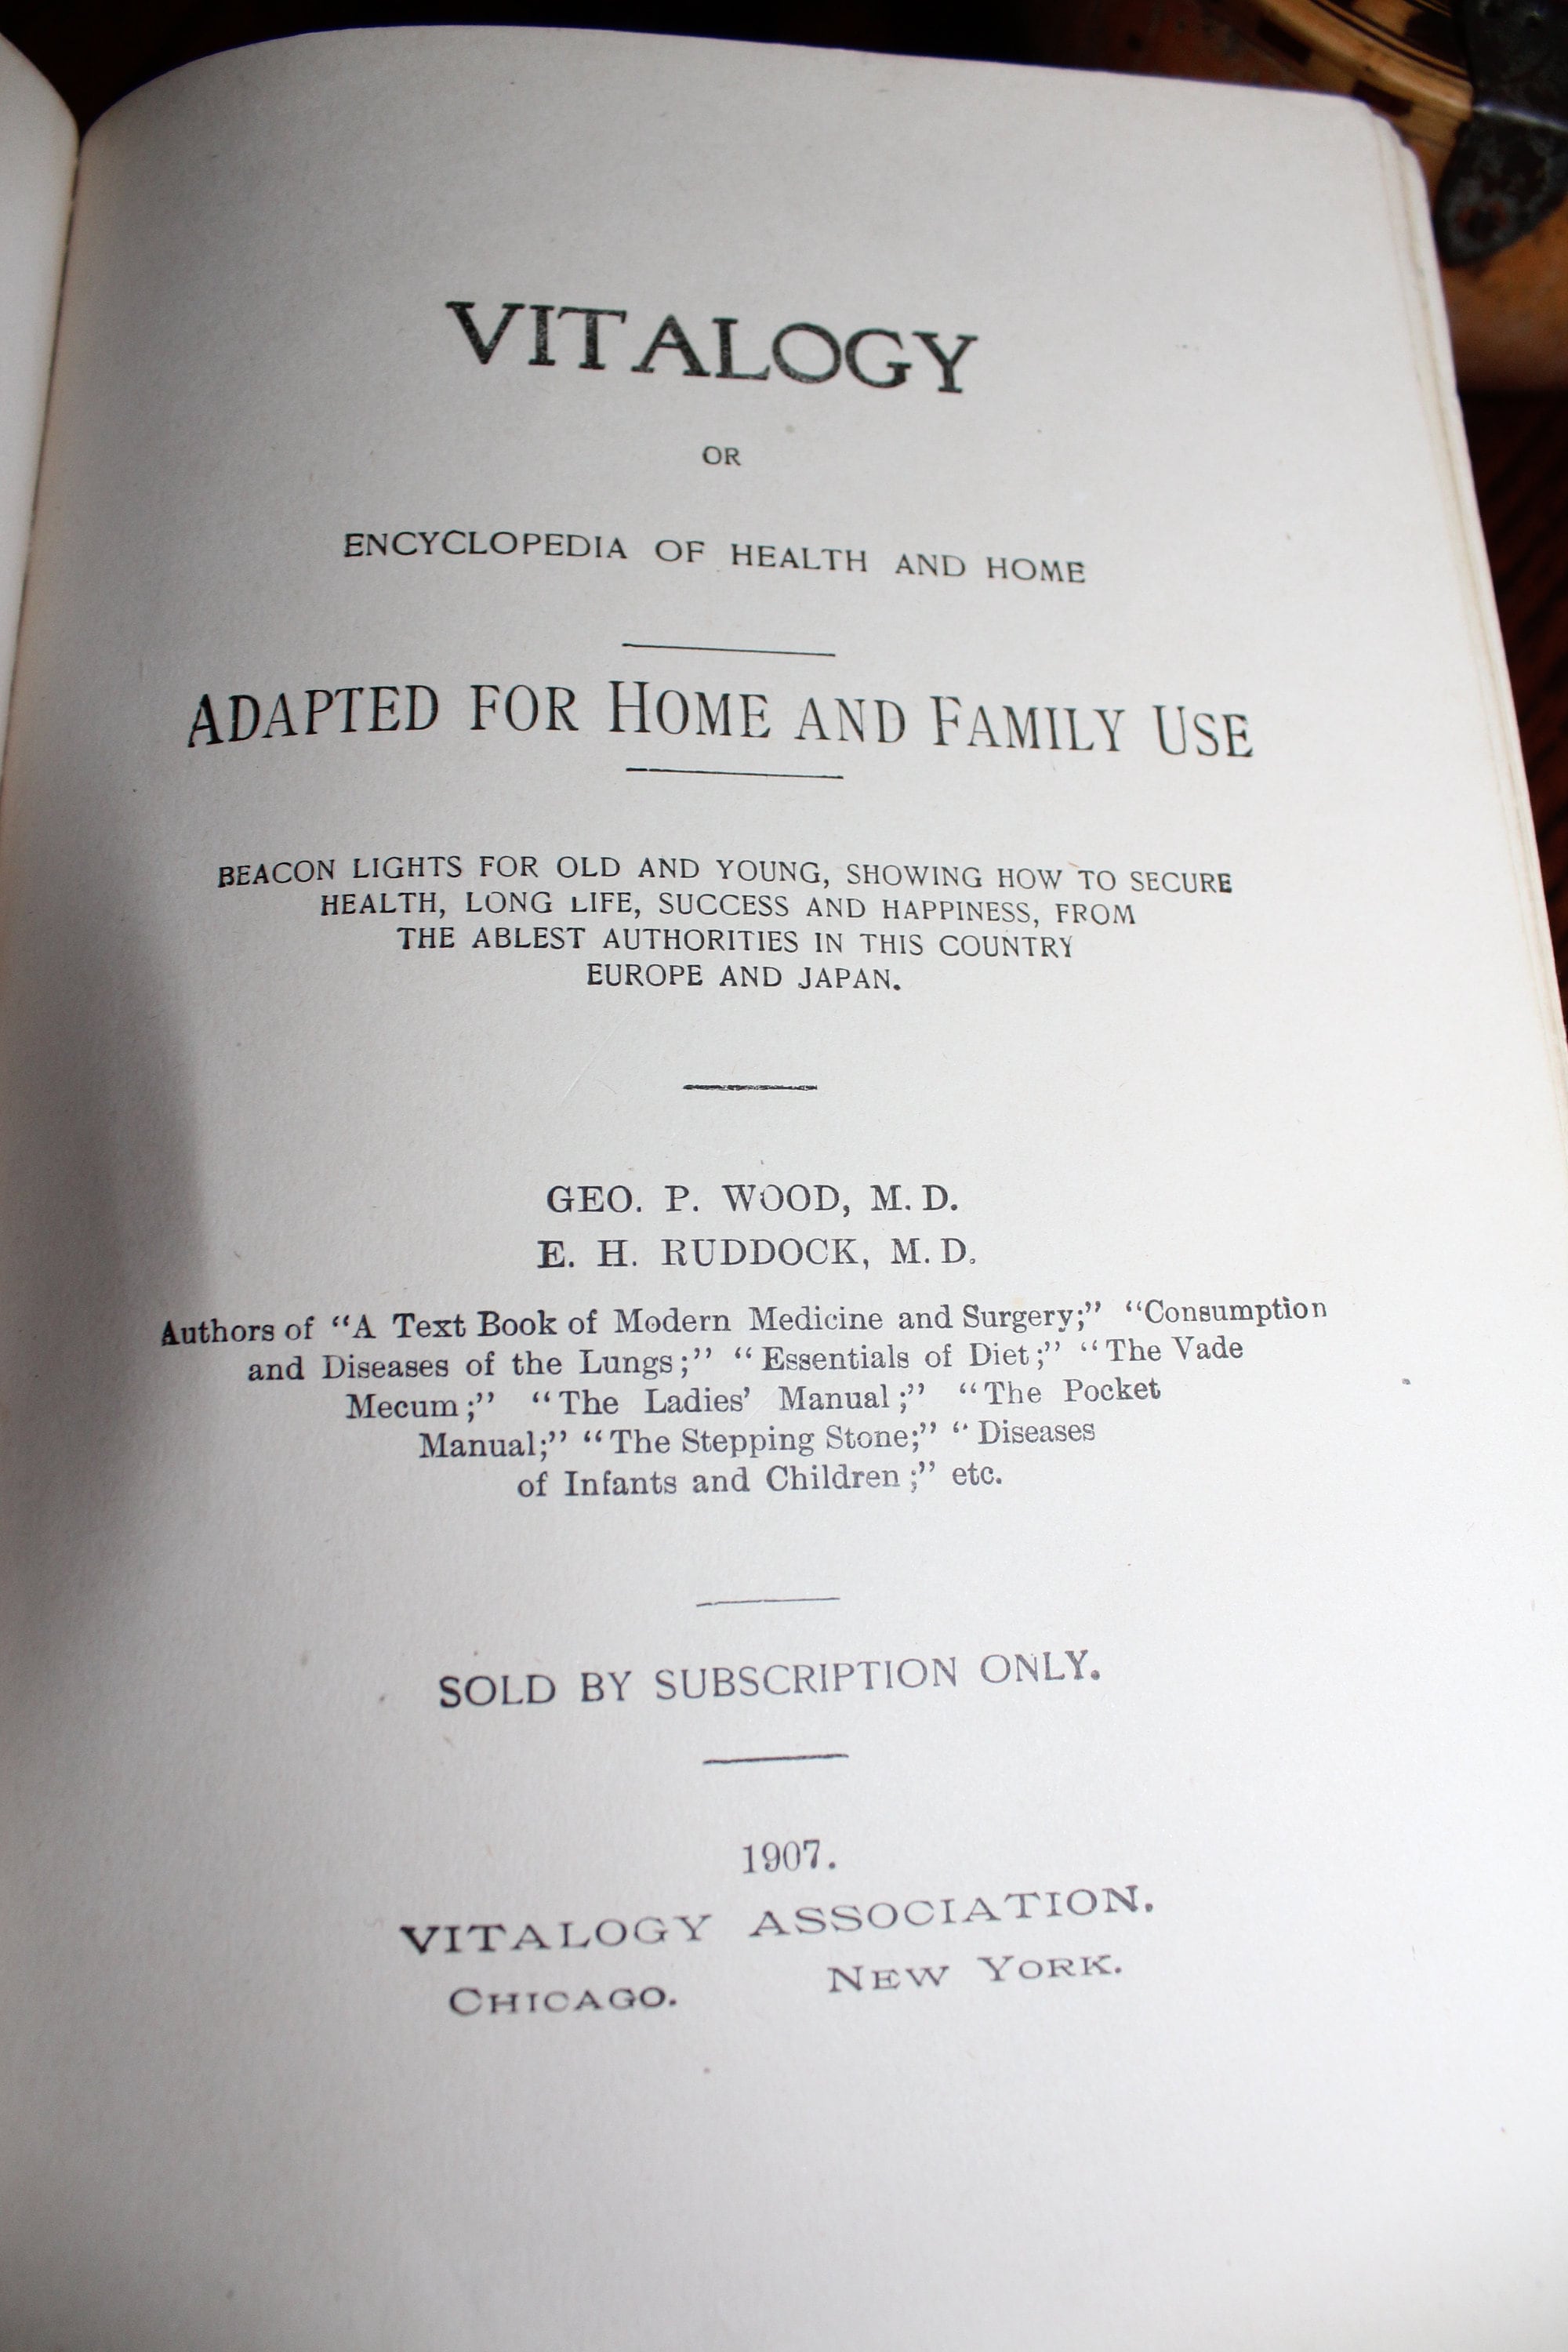 VITALOGY
OR
ENCYCLOPEDIA OF HEALTH AND HOME
ADAPTED FOR HOME AND FAMILY USE
BEACON LIGHTS FOR OLD AND YOUNG, SHOWING HOW TO SECURE
HEALTH, LONG LIFE, SUCCESS AND HAPPINESS, FROM
THE ABLEST AUTHORITIES IN THIS COUNTRY
EUROPE AND JAPAN.
GEO. P. WOOD, M. D.
E. H. RUDDOCK, M. D.
Authors of “A Text Book of Modern Medicine and Surgery;” “Consumption
and Diseases of the Lungs;” “Essentials of Diet;” “The Vade
Mecum;” “The Ladies’ Manual;” “The Pocket
Manual;” “The Stepping Stone;” “Diseases
of Infants and Children;” etc.
SOLD BY SUBSCRIPTION ONLY.
1907.
VITALOGY ASSOCIATION.
CHICAGO. NEW YORK.